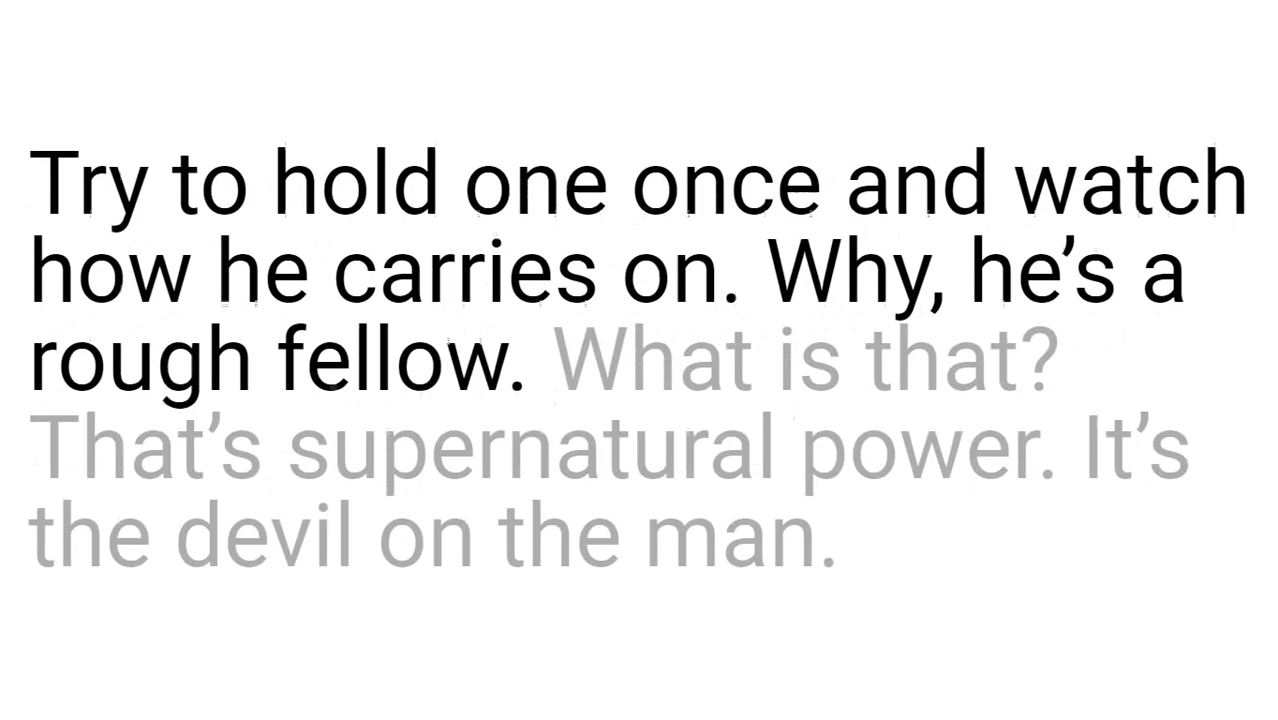 Try to hold one once and watch
how he carries on. Why, he’s a
rough fellow. What is that?
That’s supernatural power. It’s
the devil on the man.